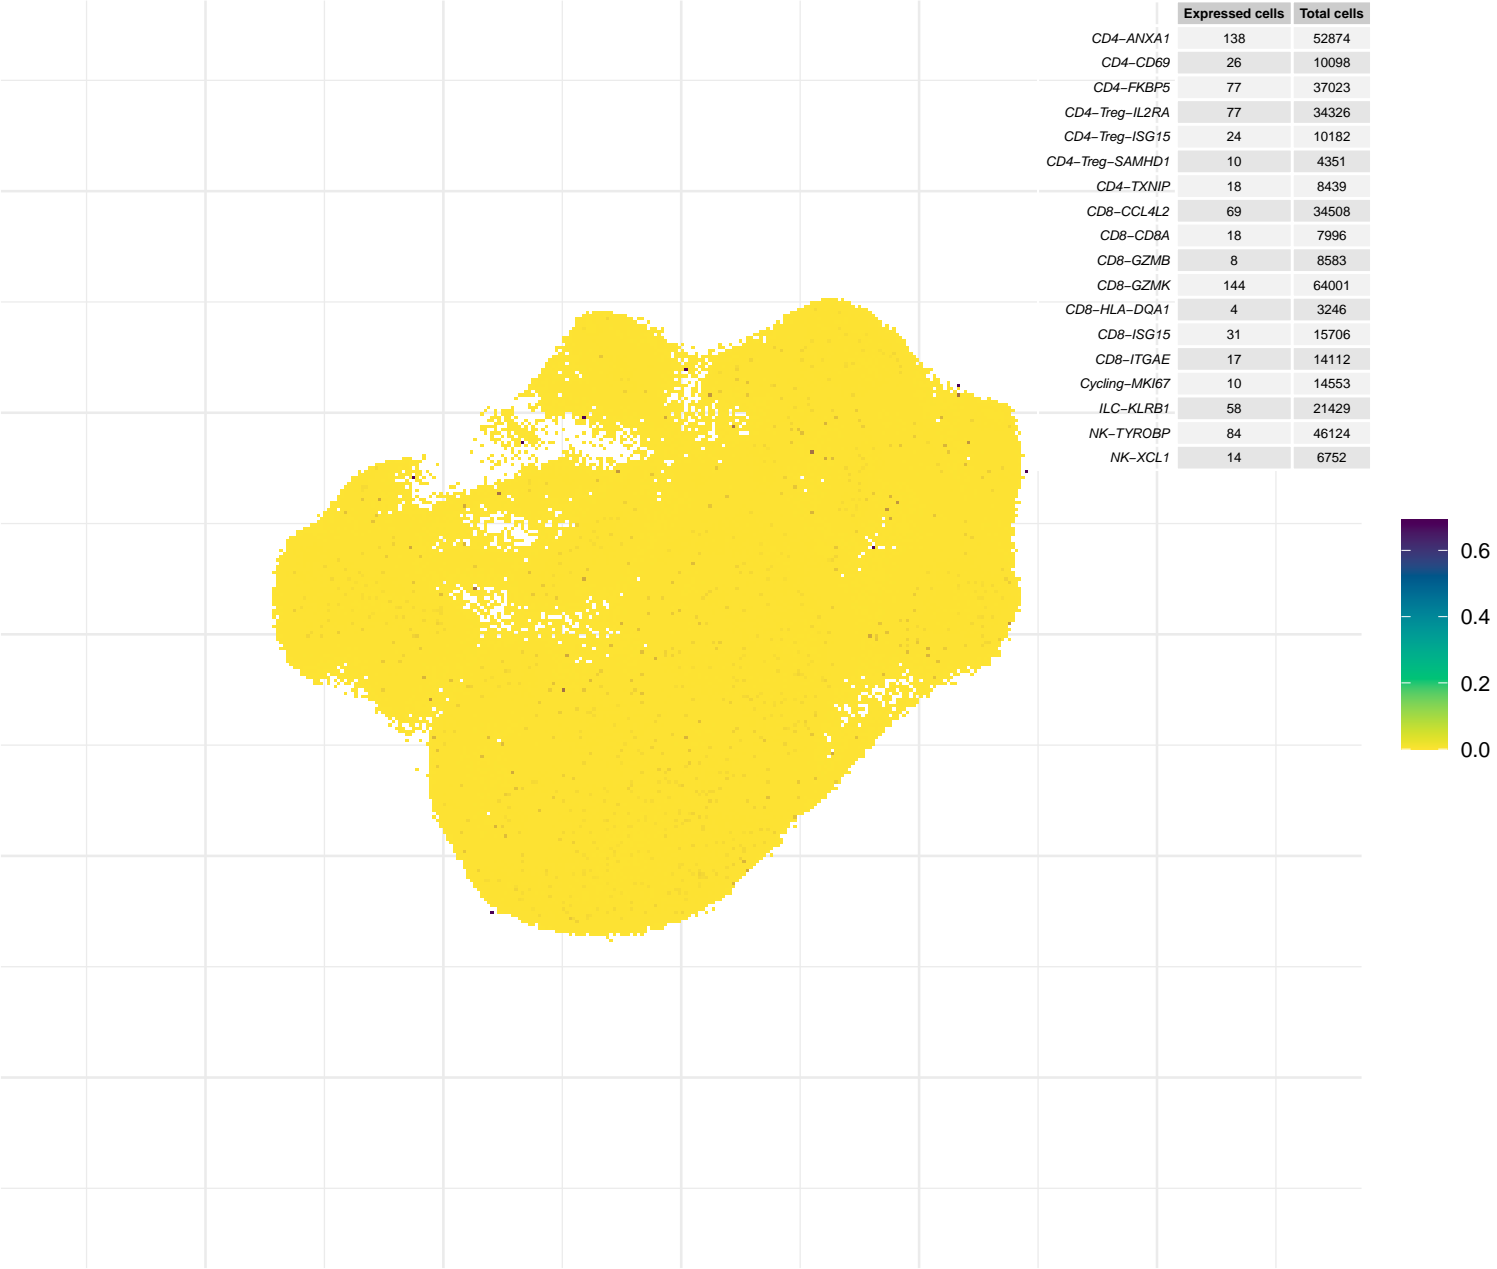 Expressed cells Total cells
CD4−ANXA1 138 52874
CD4−CD69 26 10098
CD4−FKBP5 77 37023
CD4−Treg−IL2RA 77 34326
CD4−Treg−ISG15 24 10182
CD4−Treg−SAMHD1 10 4351
CD4−TXNIP 18 8439
CD8−CCL4L2 69 34508
CD8−CD8A 18 7996
CD8−GZMB 8 8583
CD8−GZMK 144 64001
CD8−HLA−DQA1 4 3246
CD8−ISG15 31 15706
CD8−ITGAE 17 14112
Cycling−MKI67 10 14553
ILC−KLRB1 58 21429
NK−TYROBP 84 46124
NK−XCL1 14 6752
0.6
0.4
0.2
0.0